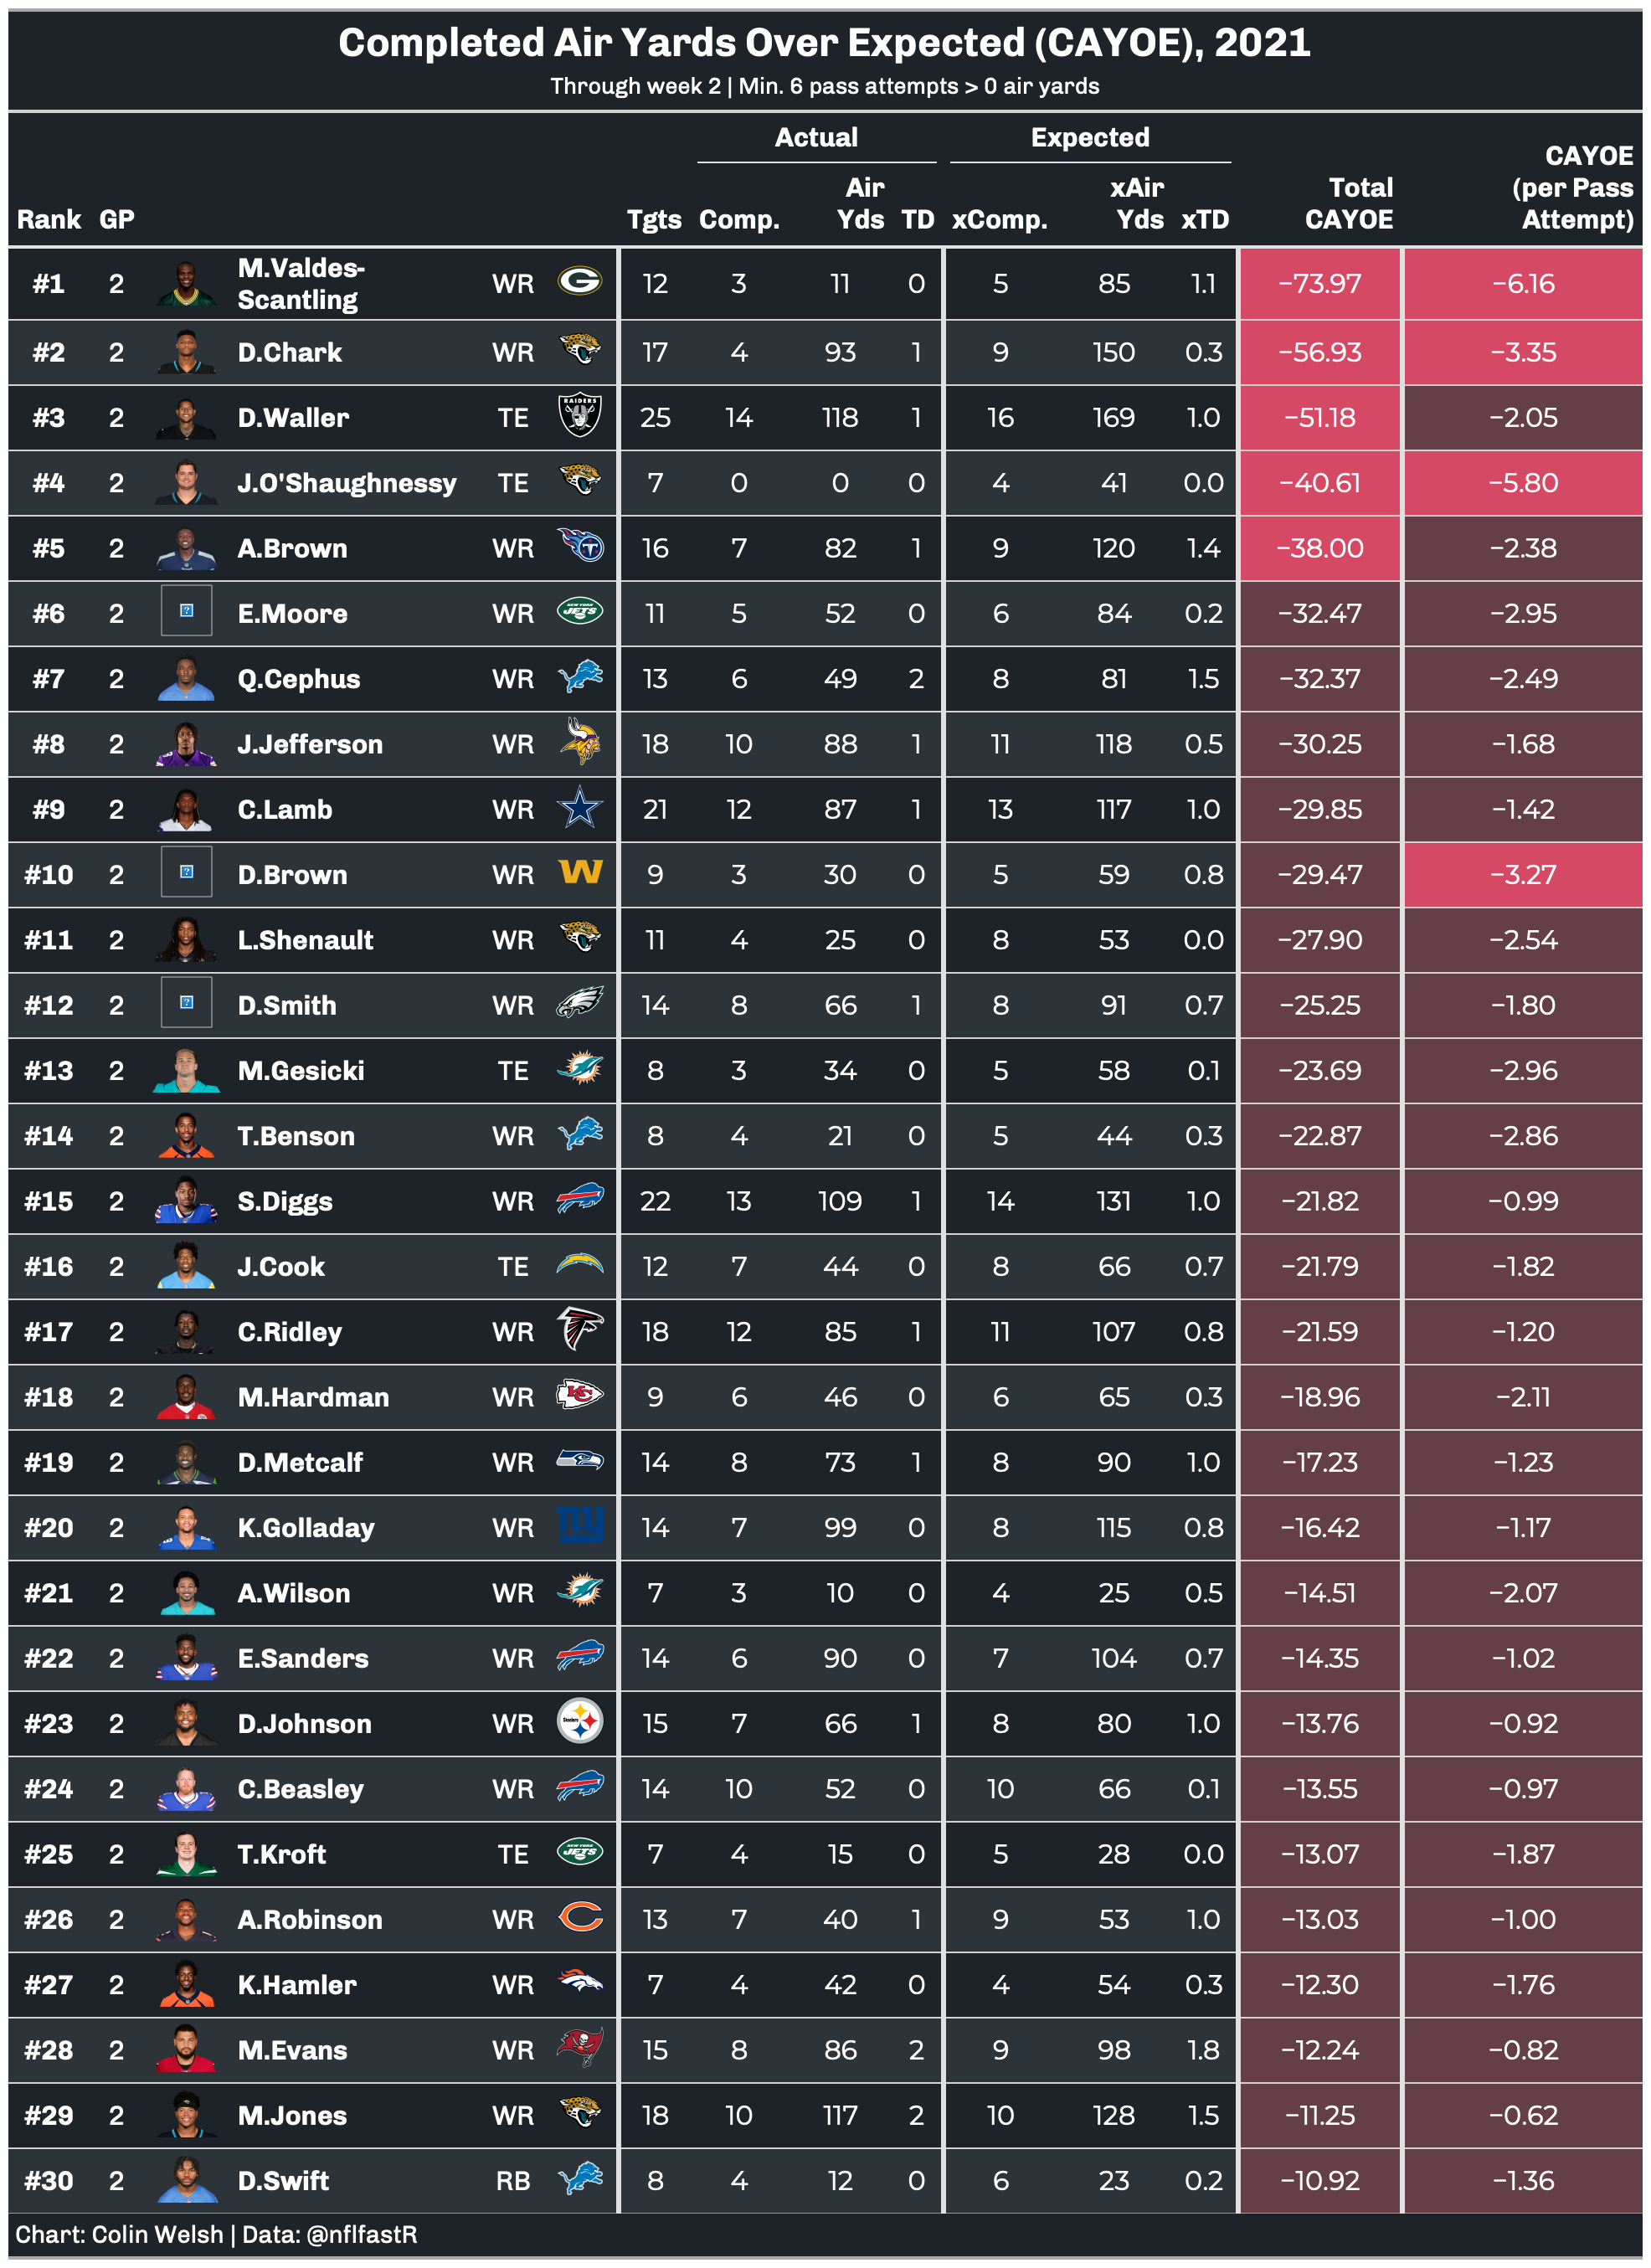 Completed Air Yards Over Expected (CAYOE), 2021
Through week 2 | Min. 6 pass attempts > 0 air yards
Actual Expected
Rank GP Tgts Comp. Air Yds TD xComp. xAir Yds xTD Total CAYOE CAYOE (per Pass Attempt)
#1 2 M.Valdes-Scantling WR 12 3 11 0 5 85 1.1 −73.97 −6.16
#2 2 D.Chark WR 17 4 93 1 9 150 0.3 −56.93 −3.35
#3 2 D.Waller TE RAIDERS 25 14 118 1 16 169 1.0 −51.18 −2.05
#4 2 J.O'Shaughnessy TE 7 0 0 0 4 41 0.0 −40.61 −5.80
#5 2 A.Brown WR T 16 7 82 1 9 120 1.4 −38.00 −2.38
#6 2 E.Moore WR NEW YORK JETS 11 5 52 0 6 84 0.2 −32.47 −2.95
#7 2 Q.Cephus WR 13 6 49 2 8 81 1.5 −32.37 −2.49
#8 2 J.Jefferson WR 18 10 88 1 11 118 0.5 −30.25 −1.68
#9 2 C.Lamb WR 21 12 87 1 13 117 1.0 −29.85 −1.42
#10 2 D.Brown WR W 9 3 30 0 5 59 0.8 −29.47 −3.27
#11 2 L.Shenault WR 11 4 25 0 8 53 0.0 −27.90 −2.54
#12 2 D.Smith WR 14 8 66 1 8 91 0.7 −25.25 −1.80
#13 2 M.Gesicki TE 8 3 34 0 5 58 0.1 −23.69 −2.96
#14 2 T.Benson WR 8 4 21 0 5 44 0.3 −22.87 −2.86
#15 2 S.Diggs WR 22 13 109 1 14 131 1.0 −21.82 −0.99
#16 2 J.Cook TE 12 7 44 0 8 66 0.7 −21.79 −1.82
#17 2 C.Ridley WR 18 12 85 1 11 107 0.8 −21.59 −1.20
#18 2 M.Hardman WR KC 9 6 46 0 6 65 0.3 −18.96 −2.11
#19 2 D.Metcalf WR 14 8 73 1 8 90 1.0 −17.23 −1.23
#20 2 K.Golladay WR ny 14 7 99 0 8 115 0.8 −16.42 −1.17
#21 2 A.Wilson WR 7 3 10 0 4 25 0.5 −14.51 −2.07
#22 2 E.Sanders WR 14 6 90 0 7 104 0.7 −14.35 −1.02
#23 2 D.Johnson WR Steelers 15 7 66 1 8 80 1.0 −13.76 −0.92
#24 2 C.Beasley WR 14 10 52 0 10 66 0.1 −13.55 −0.97
#25 2 T.Kroft TE NEW YORK JETS 7 4 15 0 5 28 0.0 −13.07 −1.87
#26 2 A.Robinson WR C 13 7 40 1 9 53 1.0 −13.03 −1.00
#27 2 K.Hamler WR 7 4 42 0 4 54 0.3 −12.30 −1.76
#28 2 M.Evans WR 15 8 86 2 9 98 1.8 −12.24 −0.82
#29 2 M.Jones WR 18 10 117 2 10 128 1.5 −11.25 −0.62
#30 2 D.Swift RB 8 4 12 0 6 23 0.2 −10.92 −1.36
Chart: Colin Welsh | Data: @nflfastR